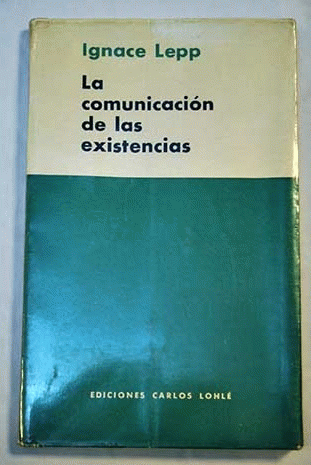 Ignace Lepp
La
comunicación
de las
existencias
EDICIONES CARLOS LOHLÉ